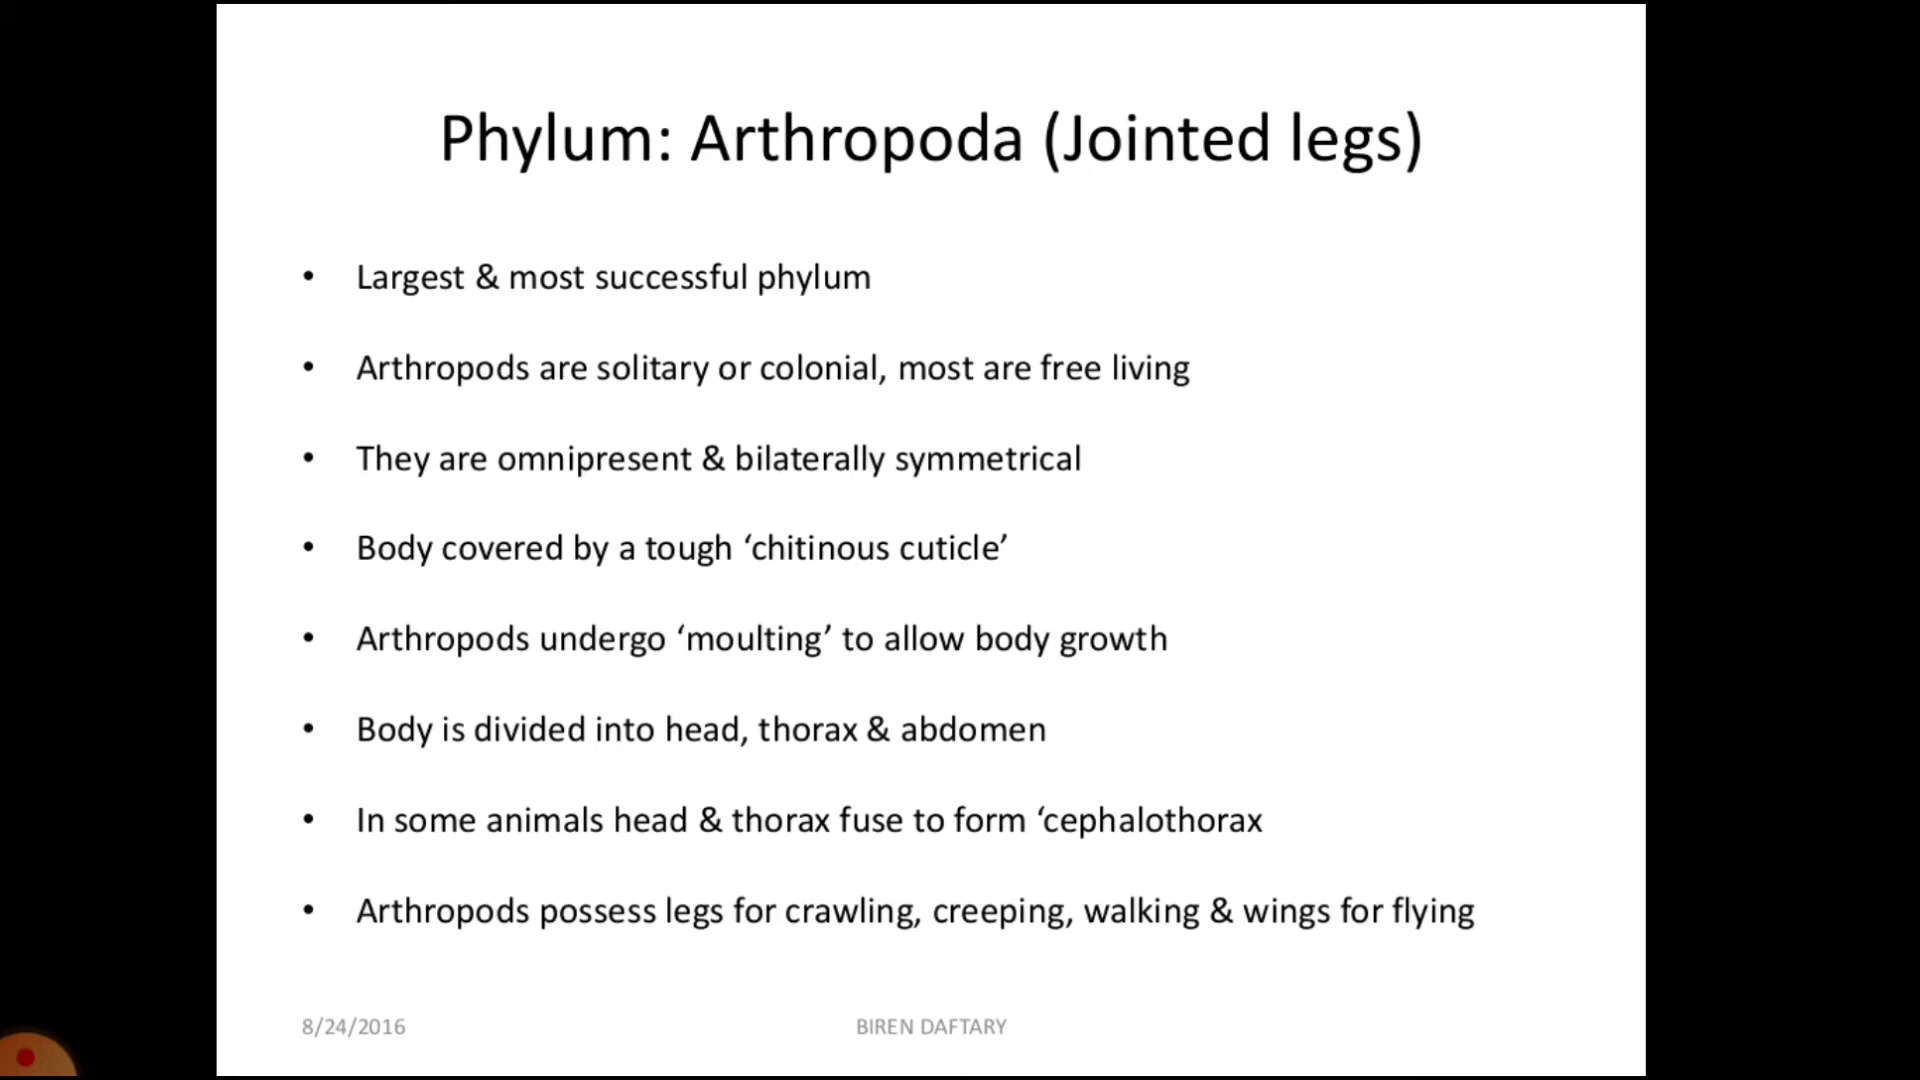 Phylum: Arthropoda (Jointed legs)
• Largest & most successful phylum
• Arthropods are solitary or colonial, most are free living
• They are omnipresent & bilaterally symmetrical
• Body covered by a tough ‘chitinous cuticle’
• Arthropods undergo ‘moulting’ to allow body growth
• Body is divided into head, thorax & abdomen
• In some animals head & thorax fuse to form ‘cephalothorax
• Arthropods possess legs for crawling, creeping, walking & wings for flying
8/24/2016
BIREN DAFTARY